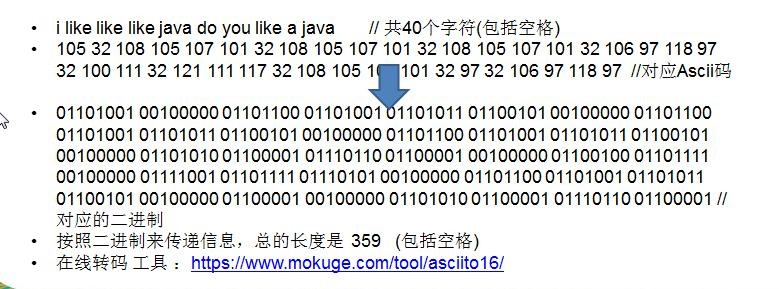 • i like like like java do you like a java // 共40个字符(包括空格)
• 105 32 108 105 107 101 32 108 105 107 101 32 108 105 107 101 32 106 97 118 97
32 100 111 32 121 111 117 32 108 105 101 32 97 32 106 97 118 97 //对应Ascii码
• 01101001 00100000 01101100 01101001 01101011 01100101 00100000 01101100
01101001 01101011 01100101 00100000 01101100 01101001 01101011 01100101
00100000 01101010 01100001 01110110 01100001 00100000 01100100 01101111
00100000 01111001 01101111 01110101 00100000 01101100 01101001 01101011
01100101 00100000 01100001 00100000 01101010 01100001 01110110 01100001 //
对应的二进制
• 按照二进制来传递信息，总的长度是 359 (包括空格)
• 在线转码 工具 ：https://www.mokuge.com/tool/asciito16/